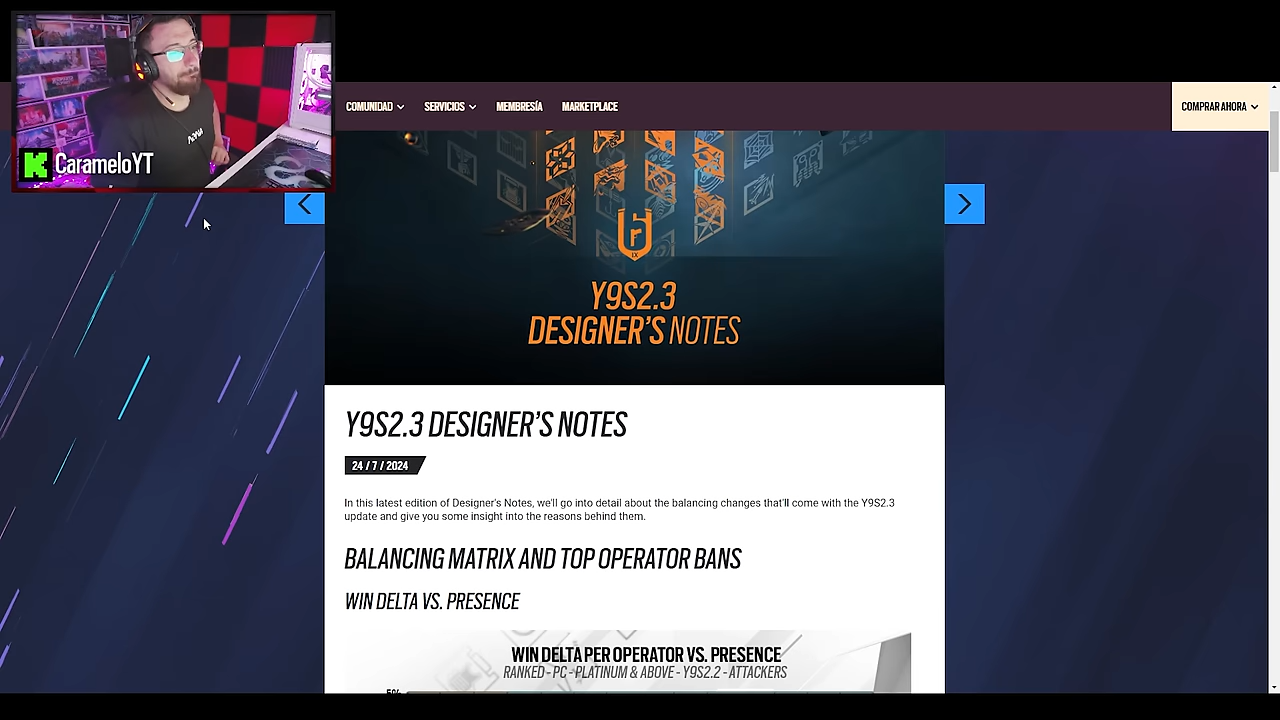 CarameloYT
COMUNIDAD
SERVICIOS
MEMBRESÍA
MARKETPLACE
COMPRAR AHORA
IX
Y9S2.3
DESIGNER'S NOTES
Y9S2.3 DESIGNER'S NOTES
24 / 7 / 2024
In this latest edition of Designer's Notes, we'll go into detail about the balancing changes that'll come with the Y9S2.3
update and give you some insight into the reasons behind them.
BALANCING MATRIX AND TOP OPERATOR BANS
WIN DELTA VS. PRESENCE
WIN DELTA PER OPERATOR VS. PRESENCE
RANKED - PC - PLATINUM & ABOVE - Y9S2.2 - ATTACKERS
5%